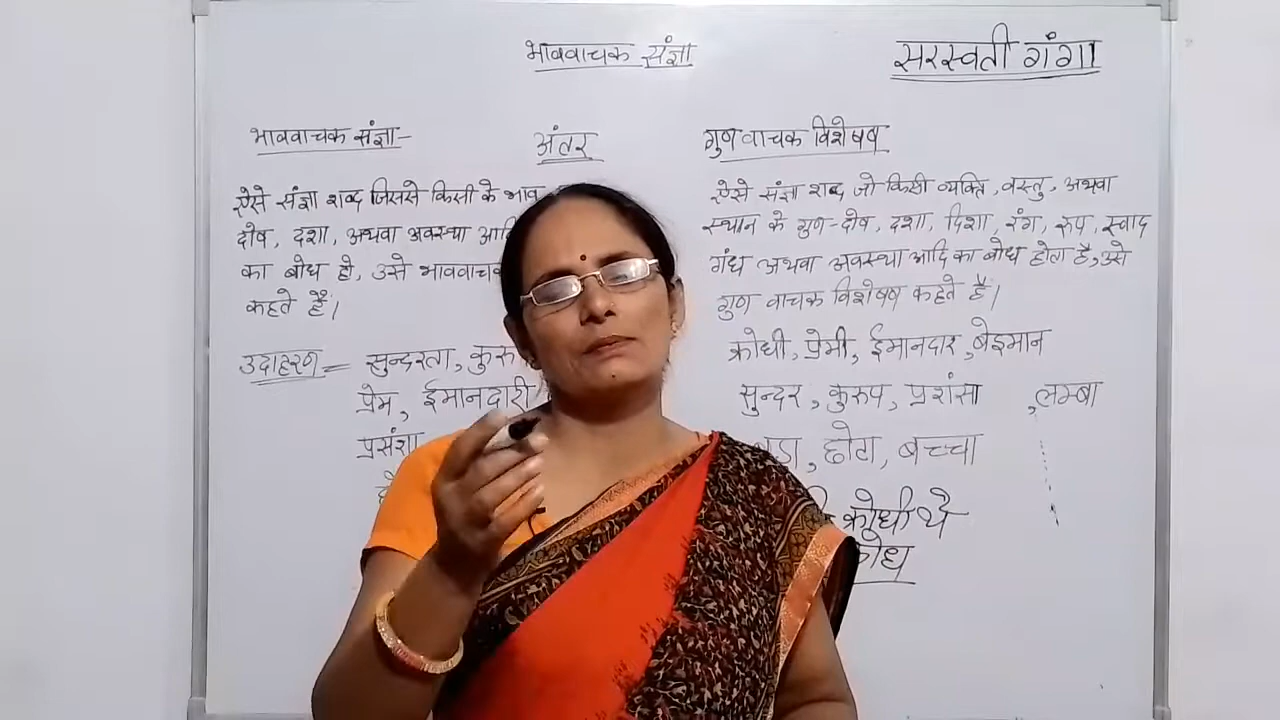 भाववाचक संज्ञा
सरस्वती गंगा
भाववाचक संज्ञा-
अंतर
गुण वाचक विशेषण
ऐसे संज्ञा शब्द जिससे किसी के भाव
दोष, दशा, अथवा अवस्था
का बोध हो, उसे भाववाचक
कहते हैं।
उदाहरण = सुन्दरता,
प्रेम, ईमानदारी
प्रसंज्ञा
ऐसे संज्ञा शब्द जो किसी व्यक्ति, वस्तु, अथवा
स्थान के गुण-दोष, दशा, दिशा, रंग, रुप, स्वाद
गंध अथवा अवस्था आदि का बोध होता है, उसे
गुण वाचक विशेषण कहते हैं।
क्रोधी, प्रेमी, ईमानदार, बेइमान
सुन्दर, कुरुप, प्रशंसा , लम्बा
छोटा, बच्चा
क्रोधी थे